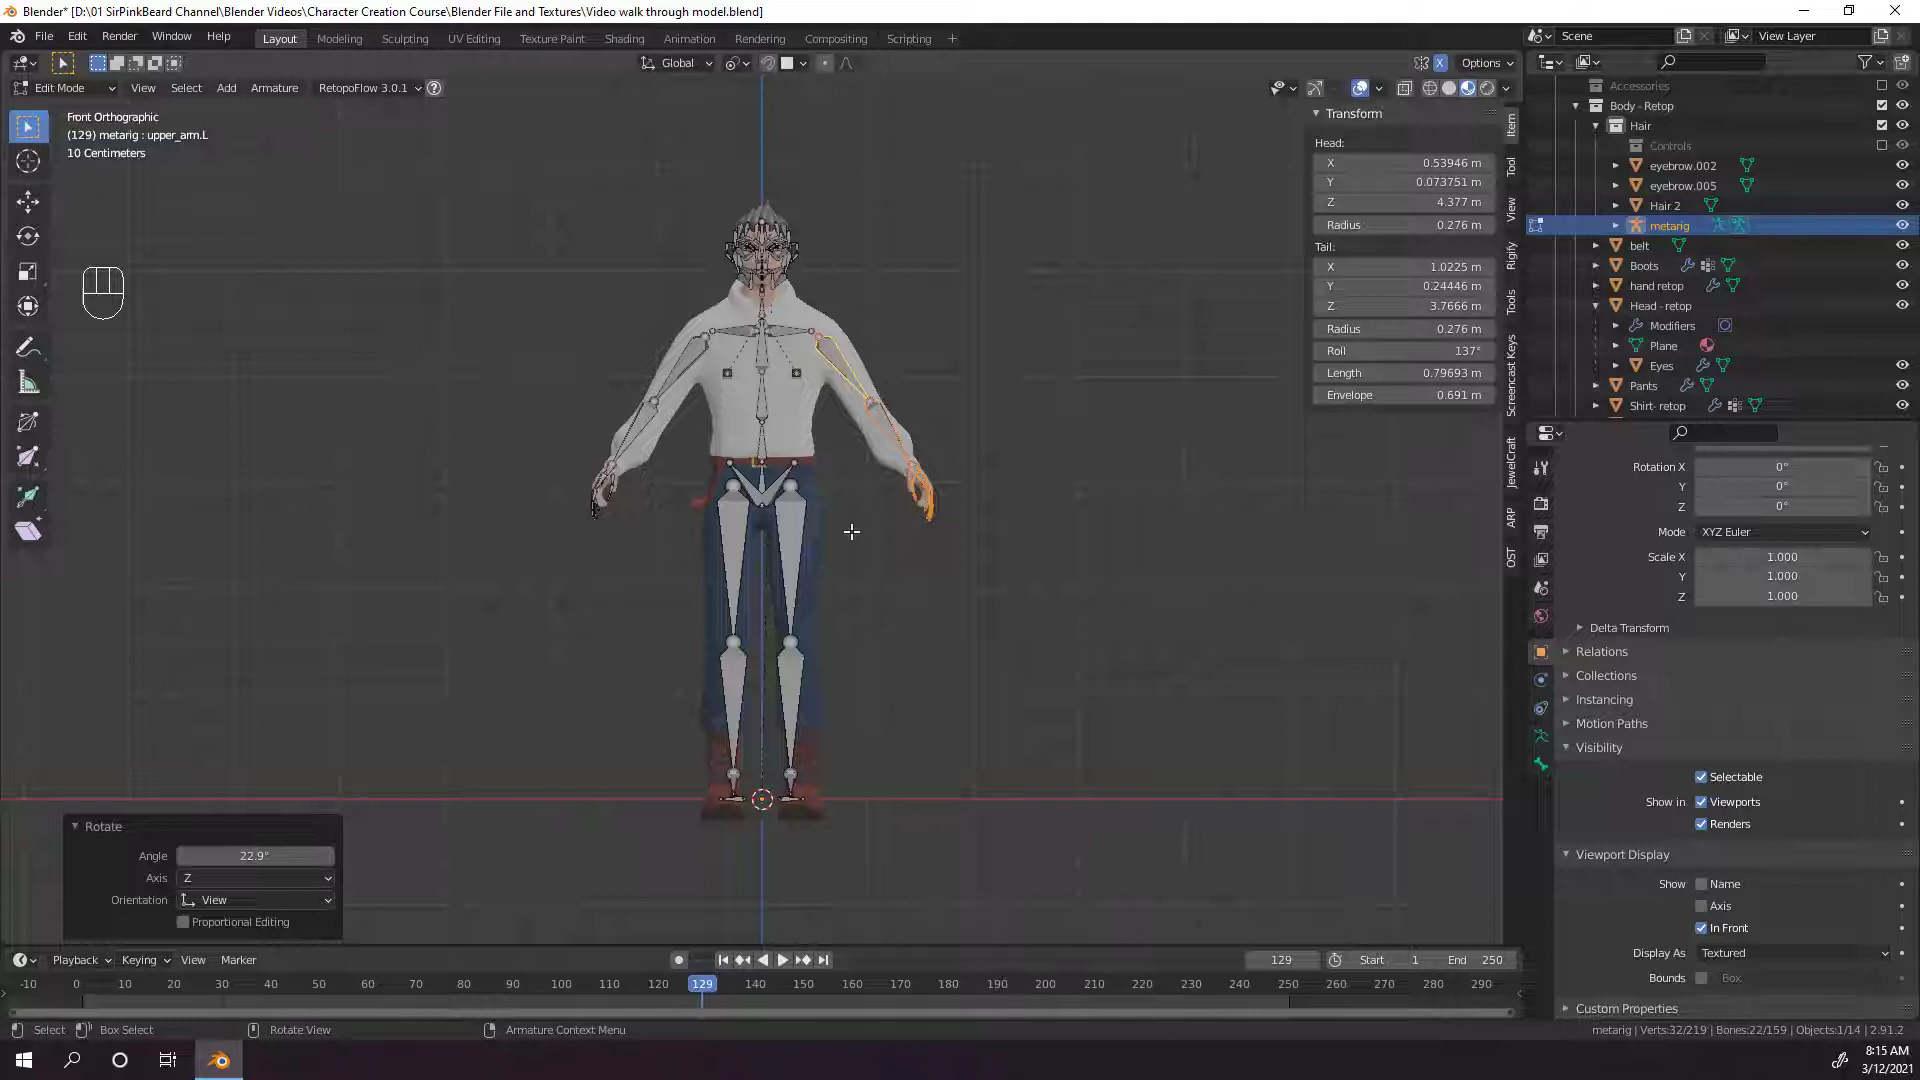 Blender* [D:\01 SirPinkBeard Channel\Blender Videos\Character Creation Course\Blender File and Textures\Video walk through model.blend]
File Edit Render Window Help Layout Modeling Sculpting UV Editing Texture Paint Shading Animation Rendering Compositing Scripting Scene View Layer
Global X Options
Edit Mode View Select Add Armature RetopoFlow 3.0.1
Front Orthographic
(129) metarig : upper_arm.L
10 Centimeters
Transform
Head:
X 0.53946 m
Y 0.073751 m
Z 4.377 m
Radius 0.276 m
Tail:
X 1.0225 m
Y 0.24446 m
Z 3.7666 m
Radius 0.276 m
Roll 137°
Length 0.79693 m
Envelope 0.691 m
Item
Tool
View
Rigify
Tools
Screencast Keys
JewelCraft
ARP
OST
Accessories
Body - Retop
Hair
Controls
eyebrow.002
eyebrow.005
Hair 2
metarig
belt
Boots
hand retop
Head - retop
Modifiers
Plane
Eyes
Pants
Shirt- retop
Rotation X 0°
Y 0°
Z 0°
Mode XYZ Euler
Scale X 1.000
Y 1.000
Z 1.000
Delta Transform
Relations
Collections
Instancing
Motion Paths
Visibility
Selectable
Show in Viewports
Renders
Viewport Display
Show Name
Axis
In Front
Display As Textured
Bounds Box
Custom Properties
Rotate
Angle 22.9°
Axis Z
Orientation View
Proportional Editing
Playback Keying View Marker 129 Start 1 End 250
-10 0 10 20 30 40 50 60 70 80 90 100 110 120 129 140 150 160 170 180 190 200 210 220 230 240 250 260 270 280 290
Select Box Select Rotate View Armature Context Menu metarig | Verts:32/219 | Bones:22/159 | Objects:1/14 | 2.91.2
8:15 AM
3/12/2021